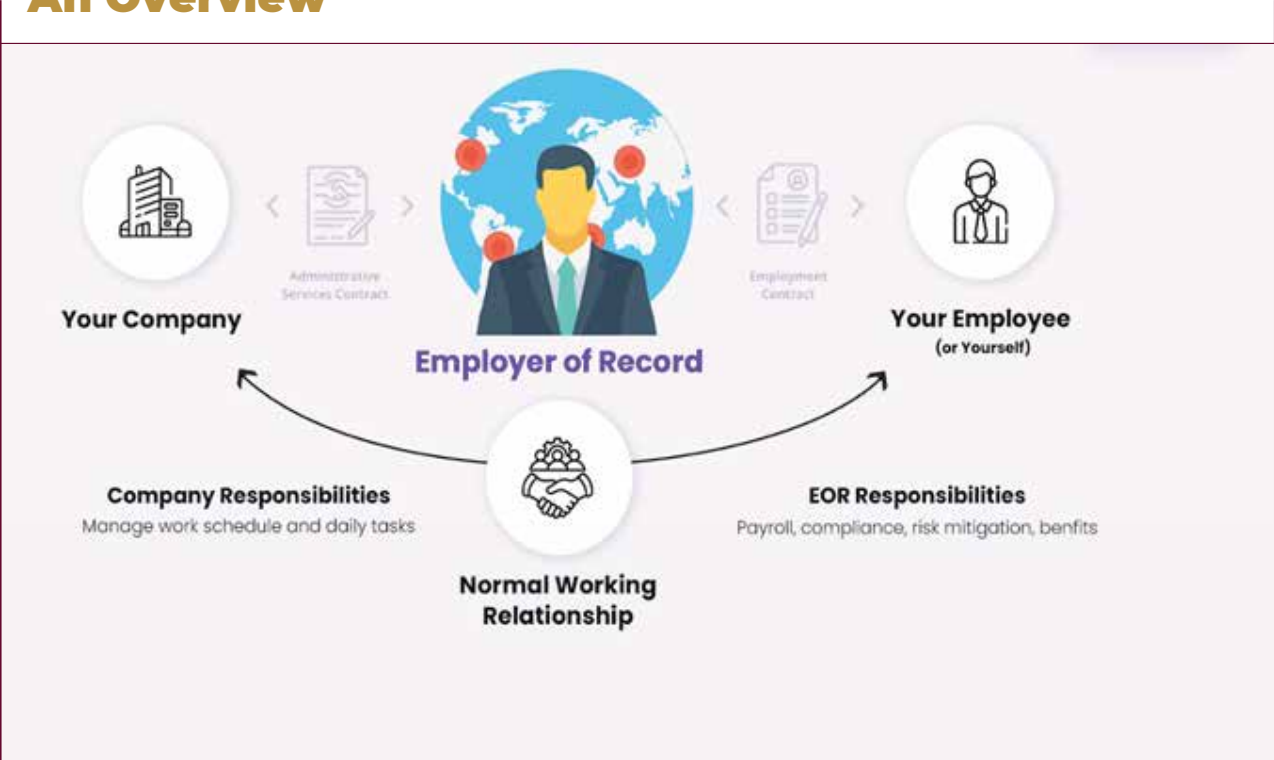 An Overview
Administrative
Services Contract
Employment
Contract
Your Company
Your Employee
(or Yourself)
Employer of Record
Company Responsibilities
Manage work schedule and daily tasks
EOR Responsibilities
Payroll, compliance, risk mitigation, benfits
Normal Working
Relationship